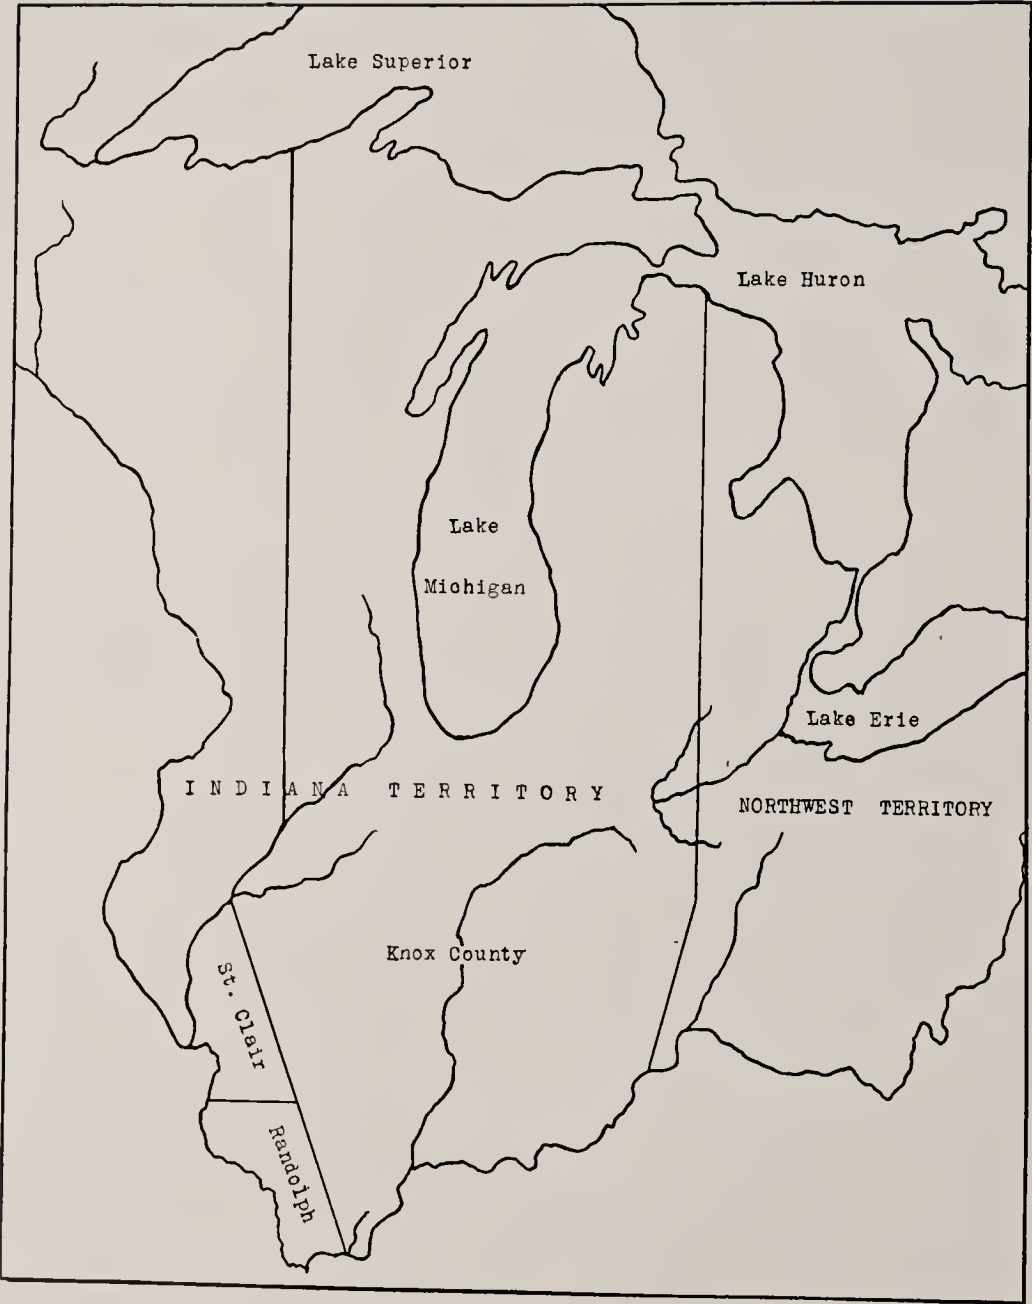 Lake Superior
Lake Huron
Lake
Michigan
Lake Erie
INDIANA TERRITORY
NORTHWEST TERRITORY
Knox County
St. Clair
Randolph